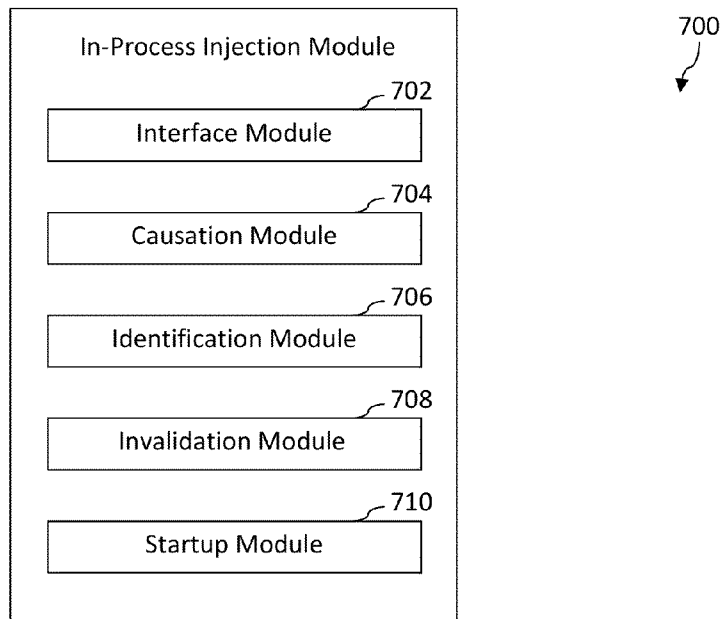 In-Process Injection Module
700
702
Interface Module
704
Causation Module
706
Identification Module
708
Invalidation Module
710
Startup Module